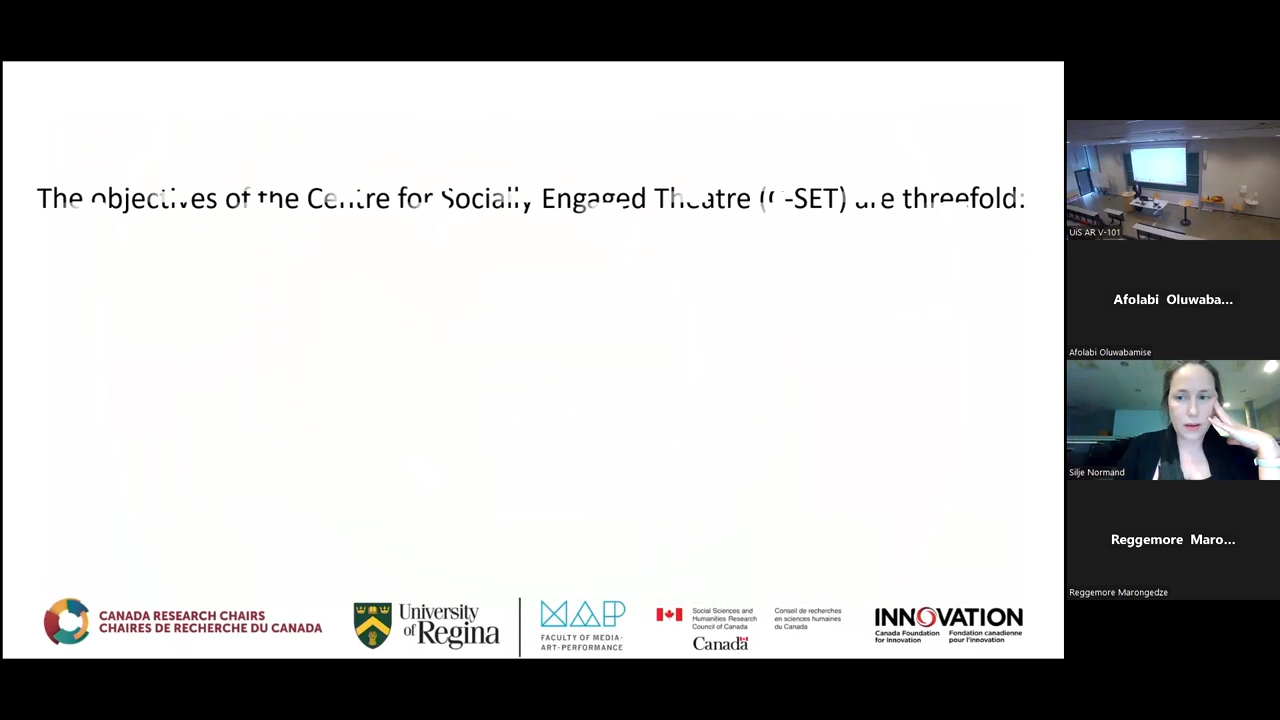 The objectives of the Centre for Socially Engaged Theatre (C-SET) are threefold:
CANADA RESEARCH CHAIRS
CHAIRES DE RECHERCHE DU CANADA
University
of Regina
MAP
FACULTY OF MEDIA·
ART·PERFORMANCE
Social Sciences and
Humanities Research
Council of Canada
Conseil de recherches
en sciences humaines
du Canada
Canada
INNOVATION
Canada Foundation
for Innovation
Fondation canadienne
pour l'innovation
UiS AR V-101
Afolabi Oluwaba...
Afolabi Oluwabamise
Silje Normand
Reggemore Maro...
Reggemore Marongedze